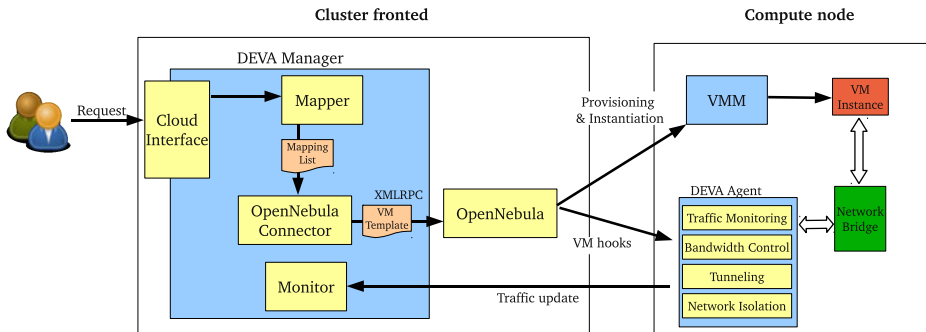 Cluster fronted
Compute node
DEVA Manager
Request
Cloud
Interface
Mapper
Mapping
List
OpenNebula
Connector
XMLRPC
VM
Template
OpenNebula
Monitor
Provisioning
& Instantiation
VM hooks
Traffic update
VMM
VM
Instance
DEVA Agent
Traffic Monitoring
Bandwidth Control
Tunneling
Network Isolation
Network
Bridge